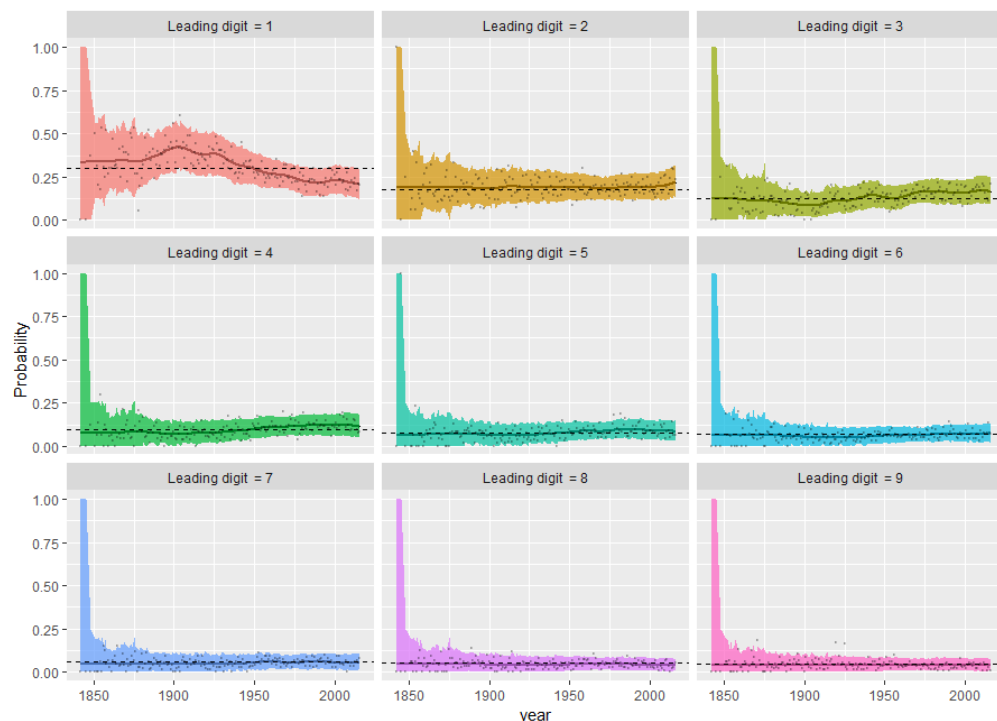 Leading digit = 1
Leading digit = 2
Leading digit = 3
1.00
0.75
0.50
0.25
0.00
Leading digit = 4
Leading digit = 5
Leading digit = 6
Probability
1.00
0.75
0.50
0.25
0.00
Leading digit = 7
Leading digit = 8
Leading digit = 9
1.00
0.75
0.50
0.25
0.00
1850 1900 1950 2000 1850 1900 1950 2000 1850 1900 1950 2000
year